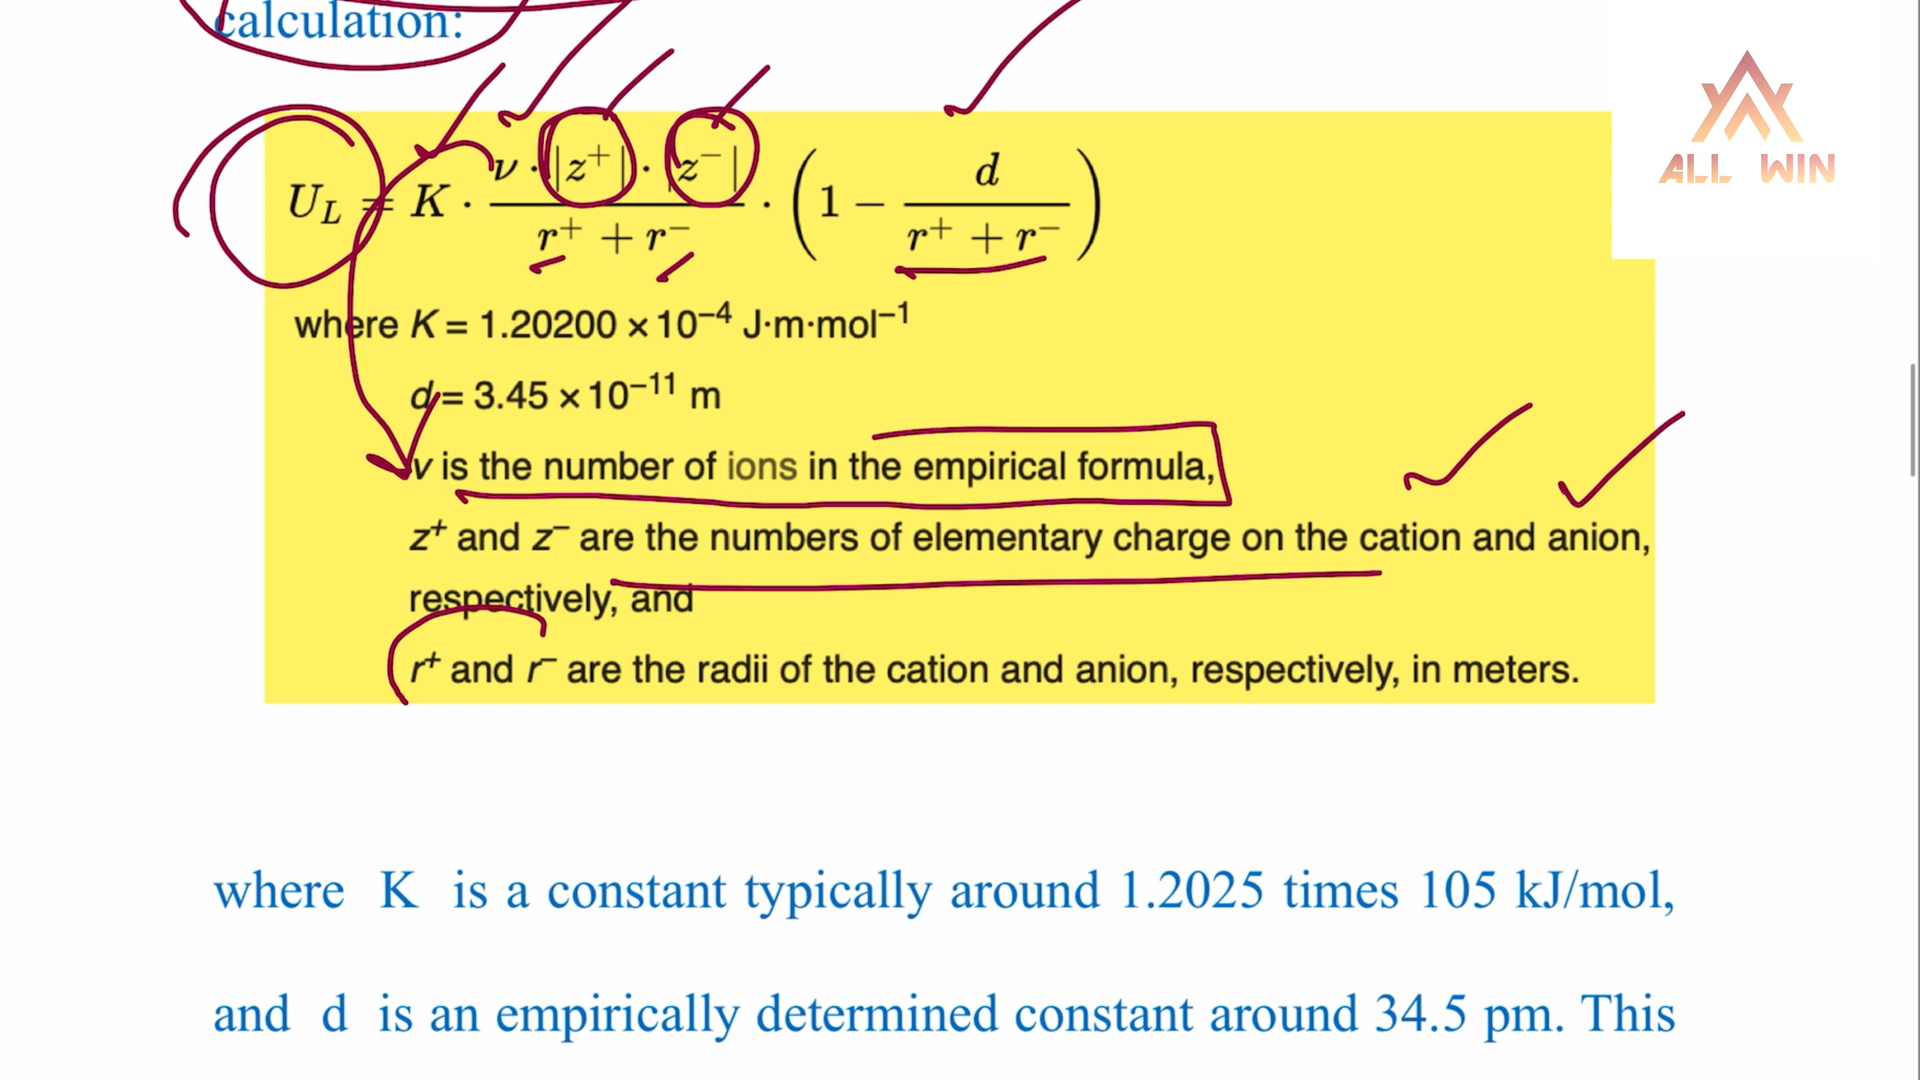 calculation:
ALL WIN
U_L = K · ν · |z⁺| · |z⁻| / (r⁺ + r⁻) · (1 − d / (r⁺ + r⁻))
where K = 1.20200 × 10⁻⁴ J·m·mol⁻¹
d = 3.45 × 10⁻¹¹ m
ν is the number of ions in the empirical formula,
z⁺ and z⁻ are the numbers of elementary charge on the cation and anion,
respectively, and
r⁺ and r⁻ are the radii of the cation and anion, respectively, in meters.
where K is a constant typically around 1.2025 times 105 kJ/mol,
and d is an empirically determined constant around 34.5 pm. This